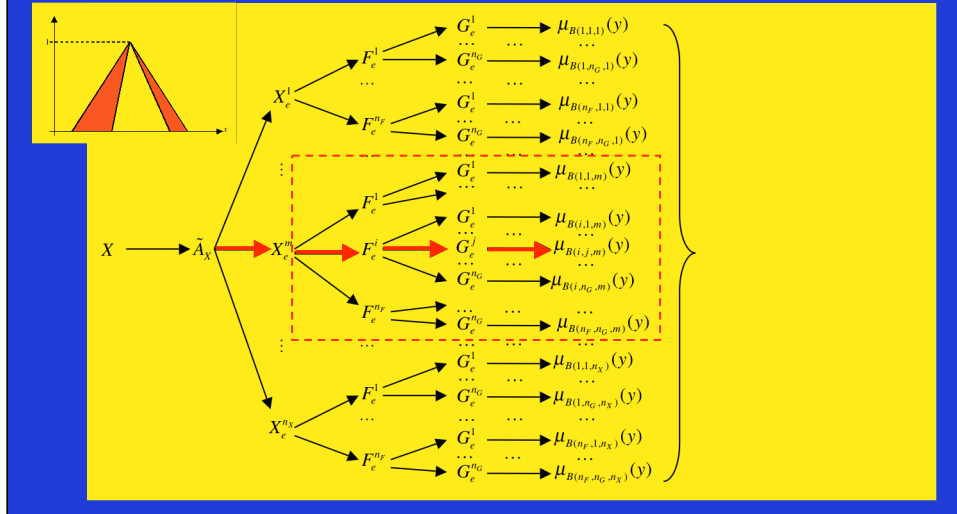 1
x
G_e^1 μ_{B(1,1,1)}(y)
… … …
F_e^1 G_e^{n_G} μ_{B(1,n_G,1)}(y)
… … … …
X_e^1 G_e^1 μ_{B(n_F,1,1)}(y)
… … …
F_e^{n_F} G_e^{n_G} μ_{B(n_F,n_G,1)}(y)
… … … …
⋮ G_e^1 μ_{B(1,1,m)}(y)
… … …
F_e^1
G_e^1 μ_{B(i,1,m)}(y)
… … …
X Ã_X X_e^m F_e^i G_e^j μ_{B(i,j,m)}(y)
G_e^{n_G} μ_{B(i,n_G,m)}(y)
… … …
F_e^{n_F} G_e^{n_G} μ_{B(n_F,n_G,m)}(y)
⋮ … … … …
G_e^1 μ_{B(1,1,n_X)}(y)
… … …
F_e^1 G_e^{n_G} μ_{B(1,n_G,n_X)}(y)
… … … …
X_e^{n_X} G_e^1 μ_{B(n_F,1,n_X)}(y)
… … …
F_e^{n_F} G_e^{n_G} μ_{B(n_F,n_G,n_X)}(y)